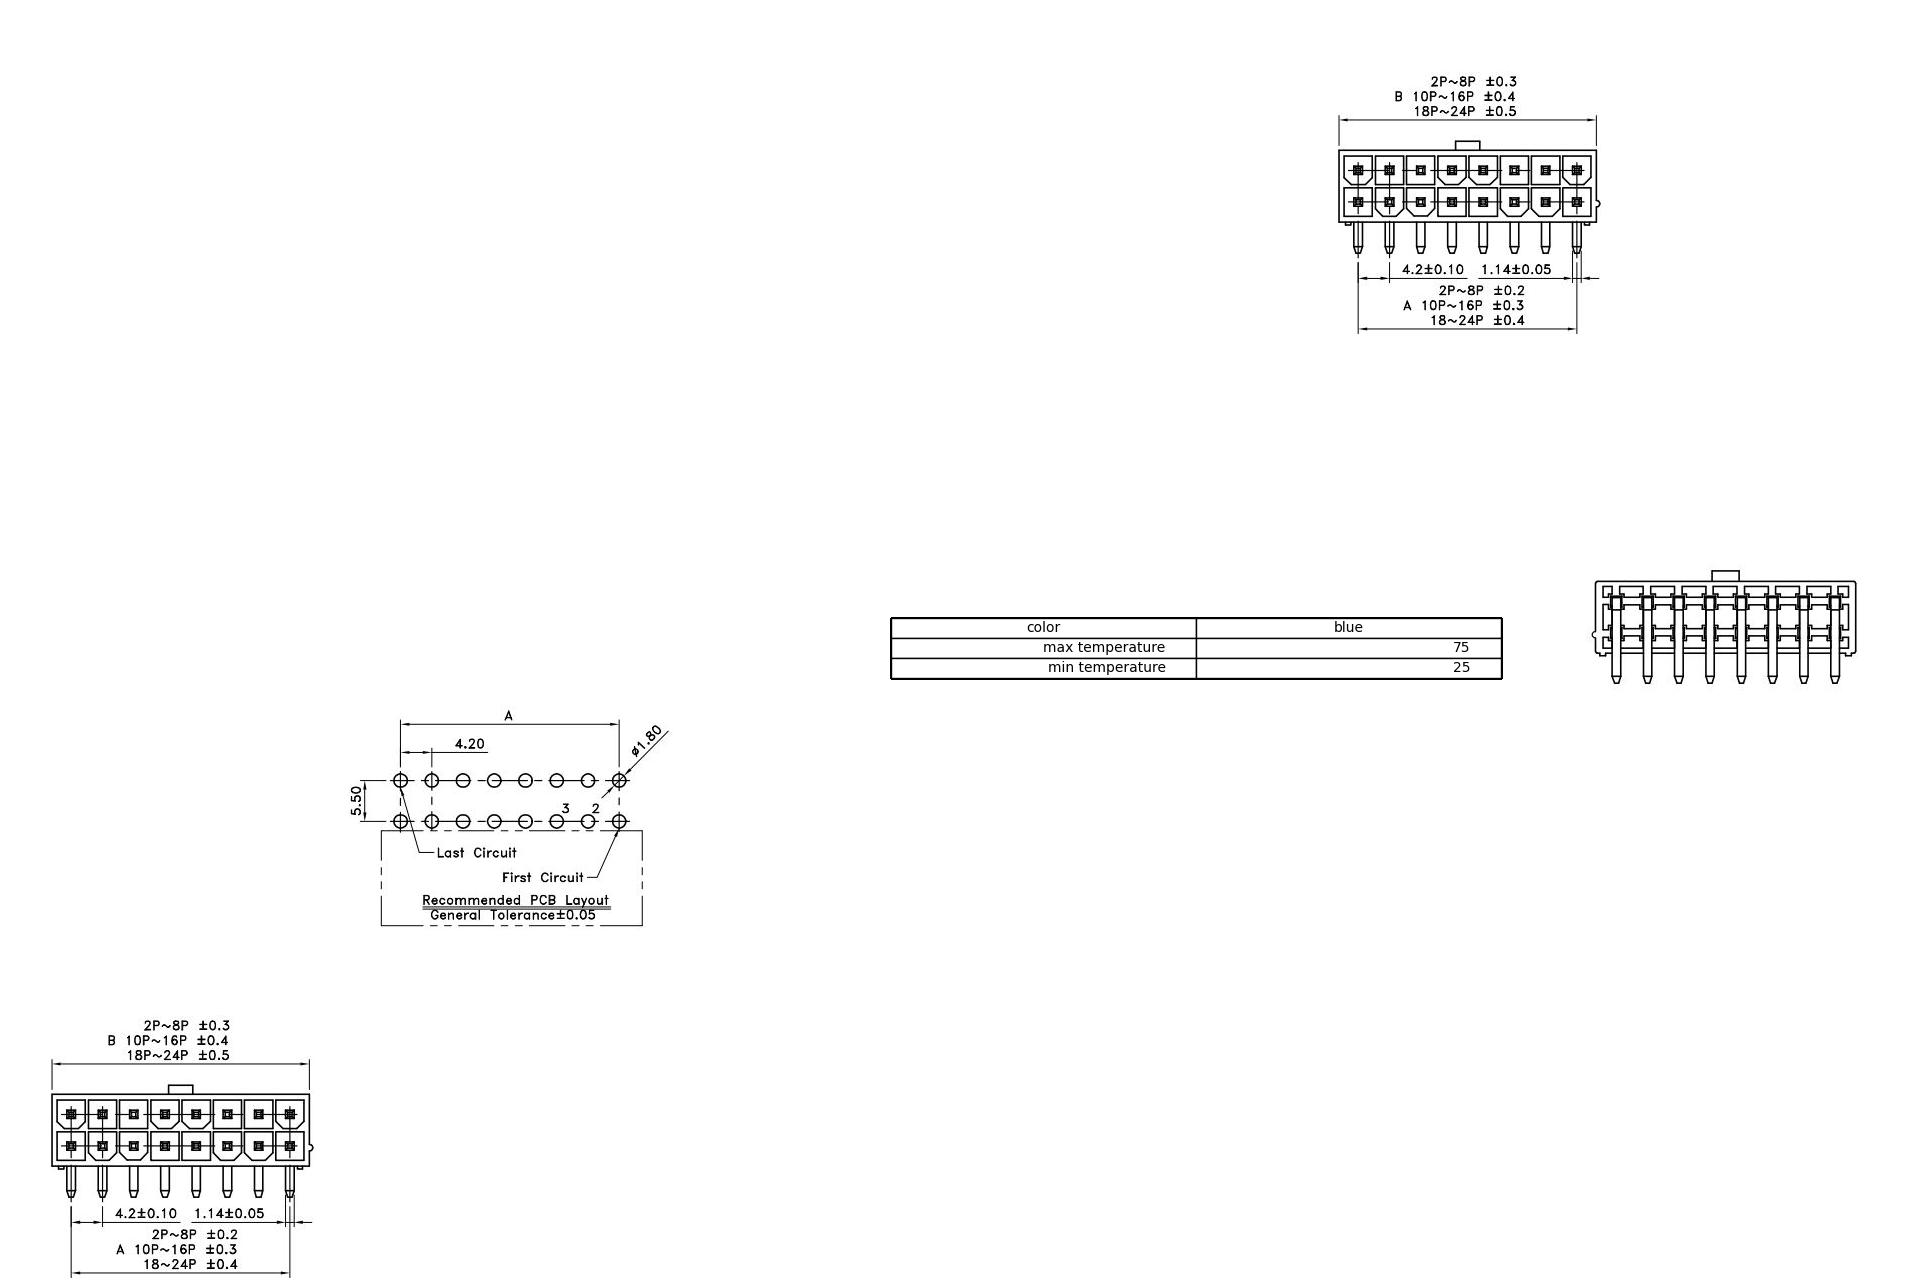 2P~8P ±0.3
B 10P~16P ±0.4
18P~24P ±0.5
4.2±0.10 1.14±0.05
2P~8P ±0.2
A 10P~16P ±0.3
18~24P ±0.4
color blue
max temperature 75
min temperature 25
A
4.20
ø1.80
5.50
3 2
Last Circuit
First Circuit
Recommended PCB Layout
General Tolerance±0.05
2P~8P ±0.3
B 10P~16P ±0.4
18P~24P ±0.5
4.2±0.10 1.14±0.05
2P~8P ±0.2
A 10P~16P ±0.3
18~24P ±0.4